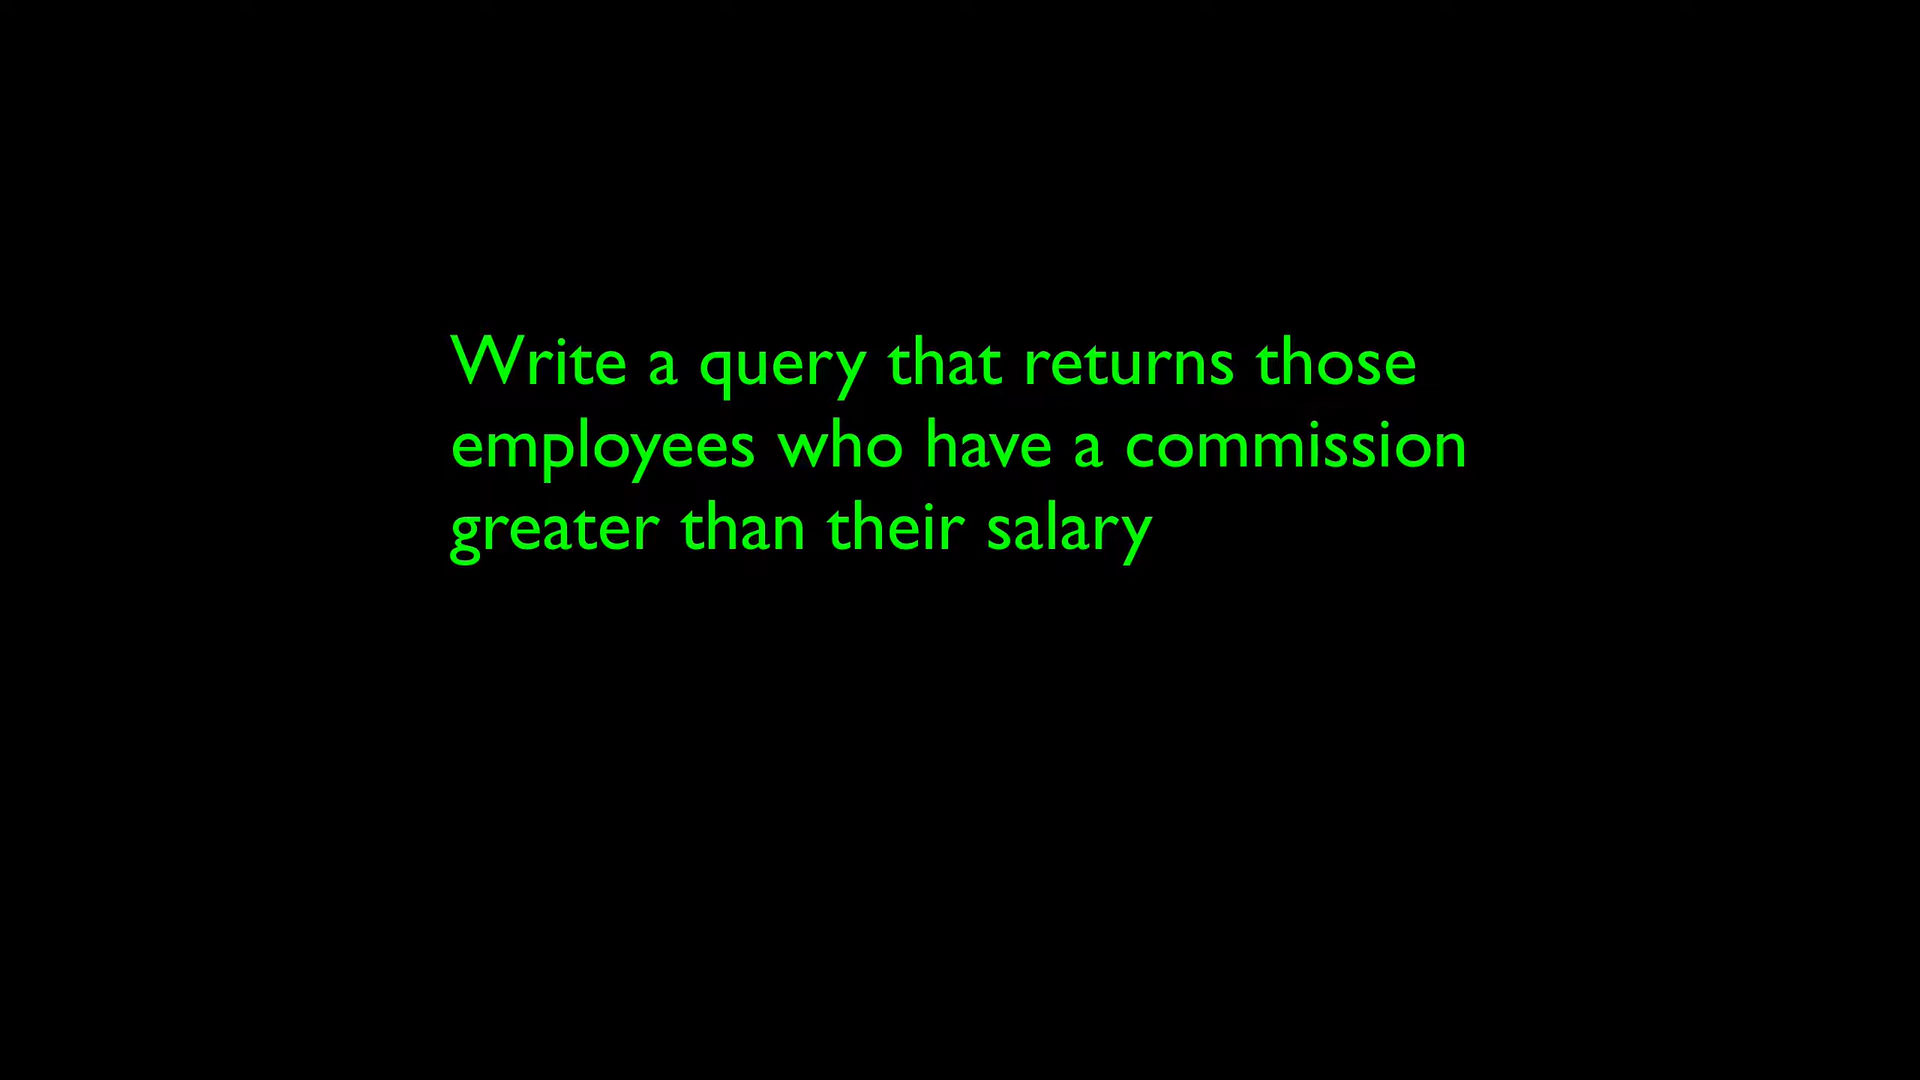 Write a query that returns those
employees who have a commission
greater than their salary